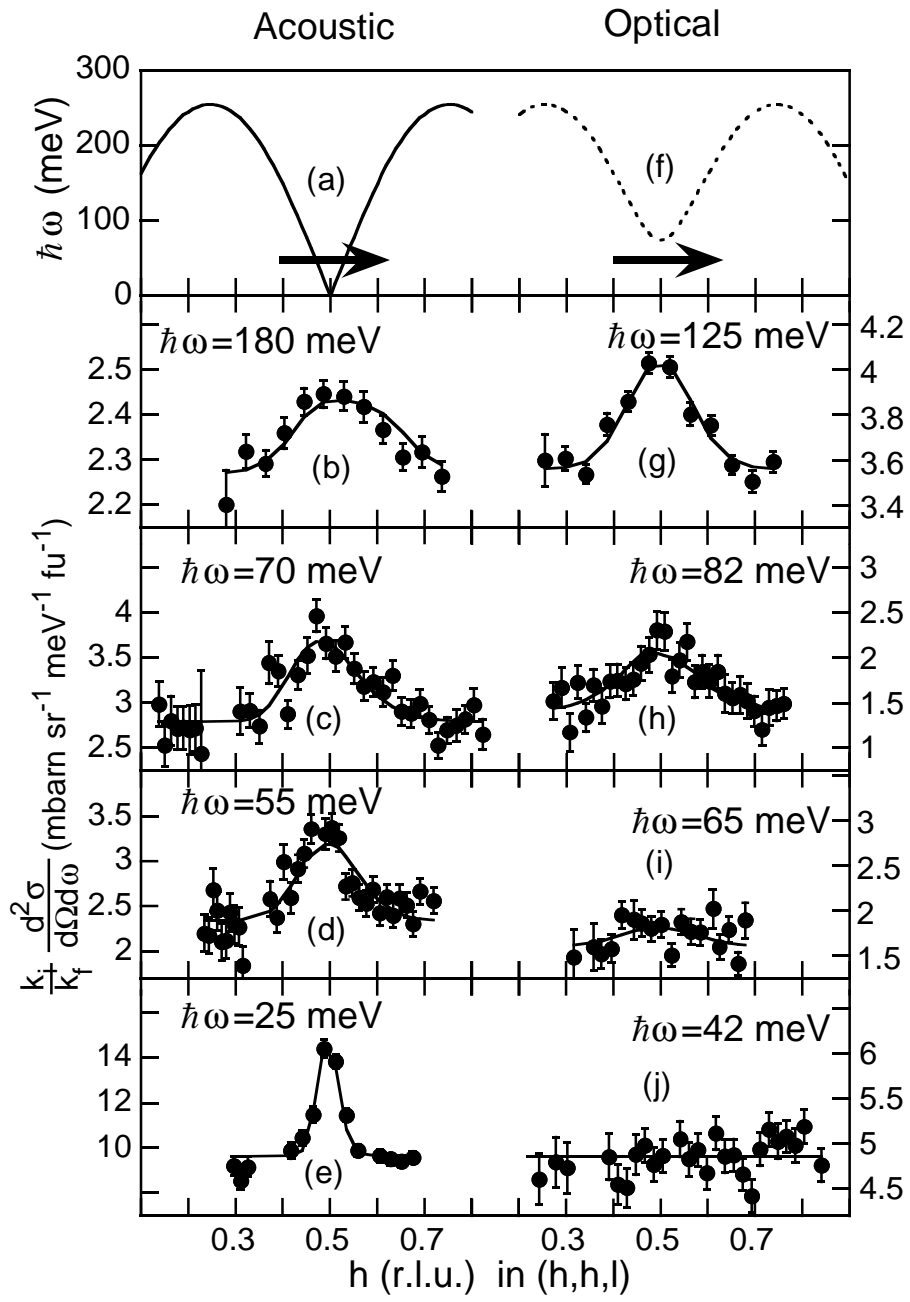 Acoustic Optical
300
200
100
0
ħω (meV)
(a)
(f)
ħω=180 meV
2.5
2.4
2.3
2.2
(b)
ħω=125 meV
4.2
4
3.8
3.6
3.4
(g)
ħω=70 meV
4
3.5
3
2.5
(c)
ħω=82 meV
3
2.5
2
1.5
1
(h)
ħω=55 meV
3.5
3
2.5
2
(d)
ħω=65 meV
3
2.5
2
1.5
(i)
ħω=25 meV
14
12
10
(e)
ħω=42 meV
6
5.5
5
4.5
(j)
k_i/k_f d²σ/dΩdω (mbarn sr⁻¹ meV⁻¹ fu⁻¹)
0.3 0.5 0.7 0.3 0.5 0.7
h (r.l.u.) in (h,h,l)